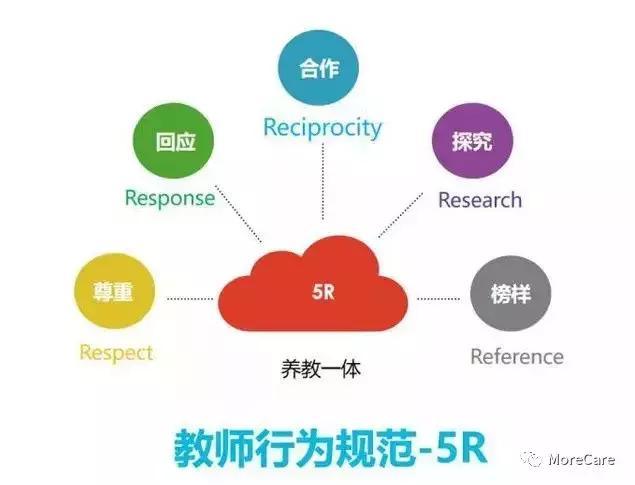 合作
Reciprocity
回应
Response
探究
Research
尊重
Respect
5R
榜样
Reference
养教一体
教师行为规范-5R
MoreCare